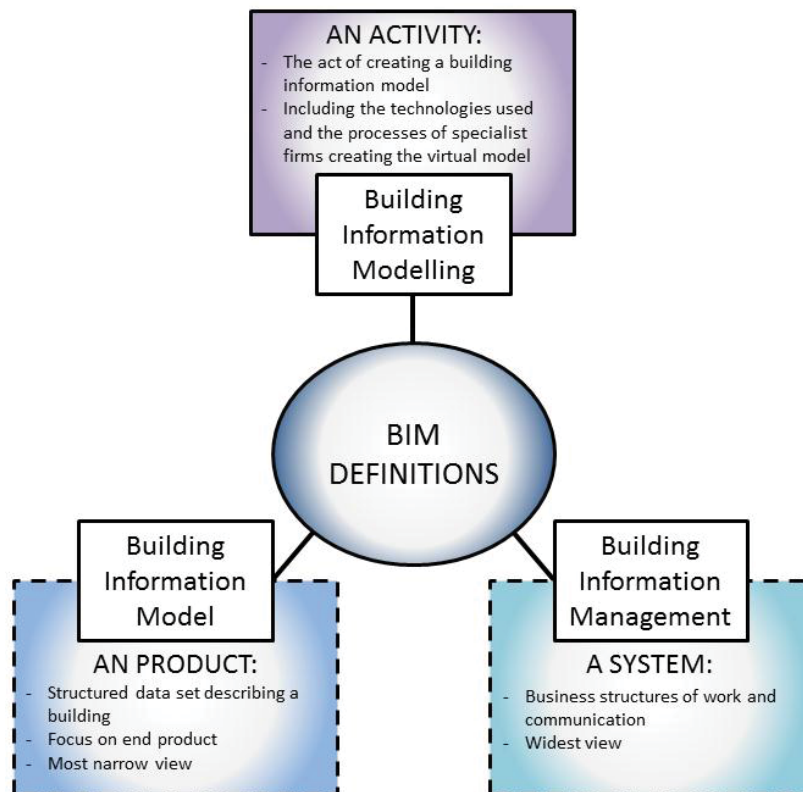 AN ACTIVITY:
- The act of creating a building
information model
- Including the technologies used
and the processes of specialist
firms creating the virtual model
Building
Information
Modelling
BIM
DEFINITIONS
Building
Information
Model
AN PRODUCT:
- Structured data set describing a
building
- Focus on end product
- Most narrow view
Building
Information
Management
A SYSTEM:
- Business structures of work and
communication
- Widest view